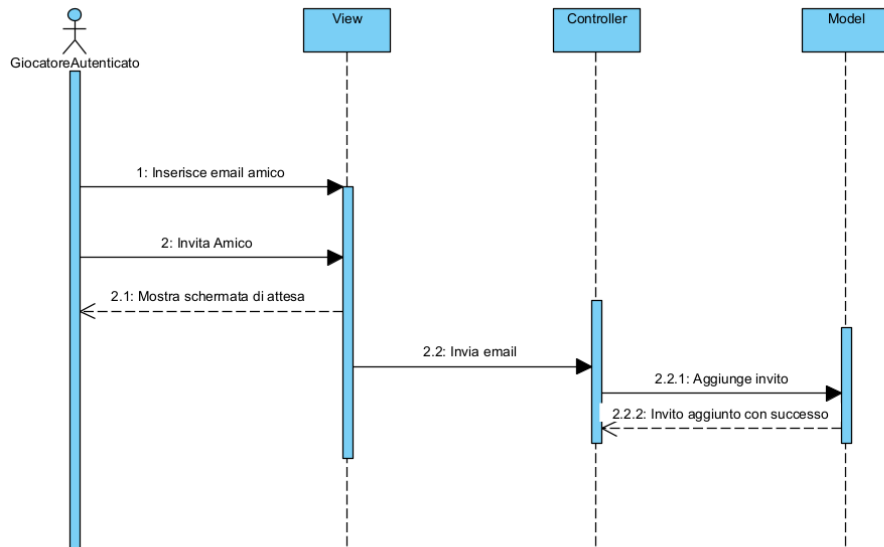 View
Controller
Model
GiocatoreAutenticato
1: Inserisce email amico
2: Invita Amico
2.1: Mostra schermata di attesa
2.2: Invia email
2.2.1: Aggiunge invito
2.2.2: Invito aggiunto con successo